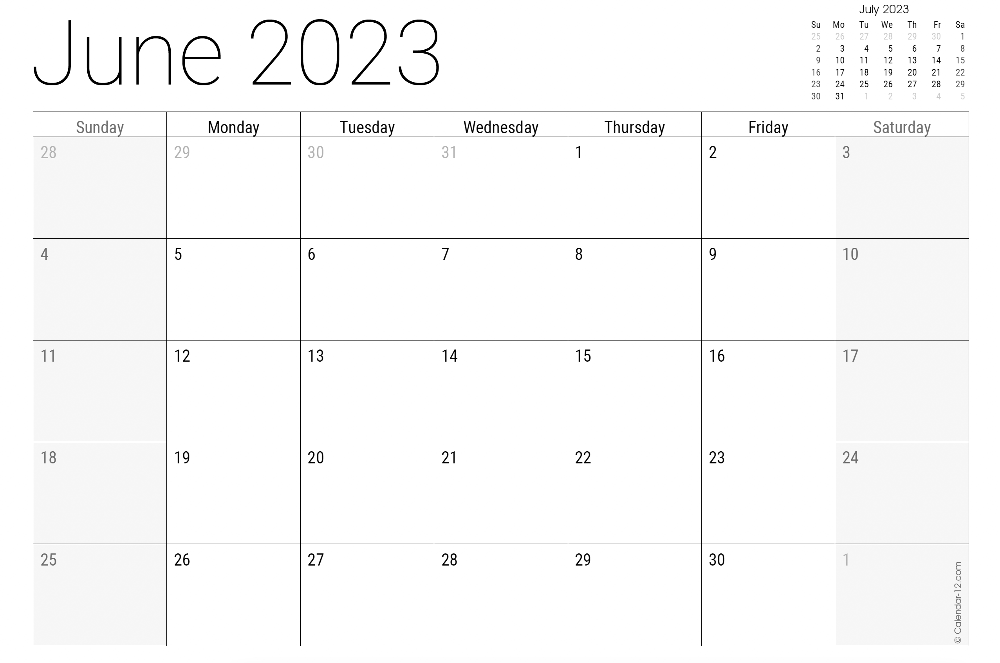 June 2023
July 2023
Su Mo Tu We Th Fr Sa
25 26 27 28 29 30 1
2 3 4 5 6 7 8
9 10 11 12 13 14 15
16 17 18 19 20 21 22
23 24 25 26 27 28 29
30 31 1 2 3 4 5
Sunday Monday Tuesday Wednesday Thursday Friday Saturday
28 29 30 31 1 2 3
4 5 6 7 8 9 10
11 12 13 14 15 16 17
18 19 20 21 22 23 24
25 26 27 28 29 30 1
© Calendar-12.com